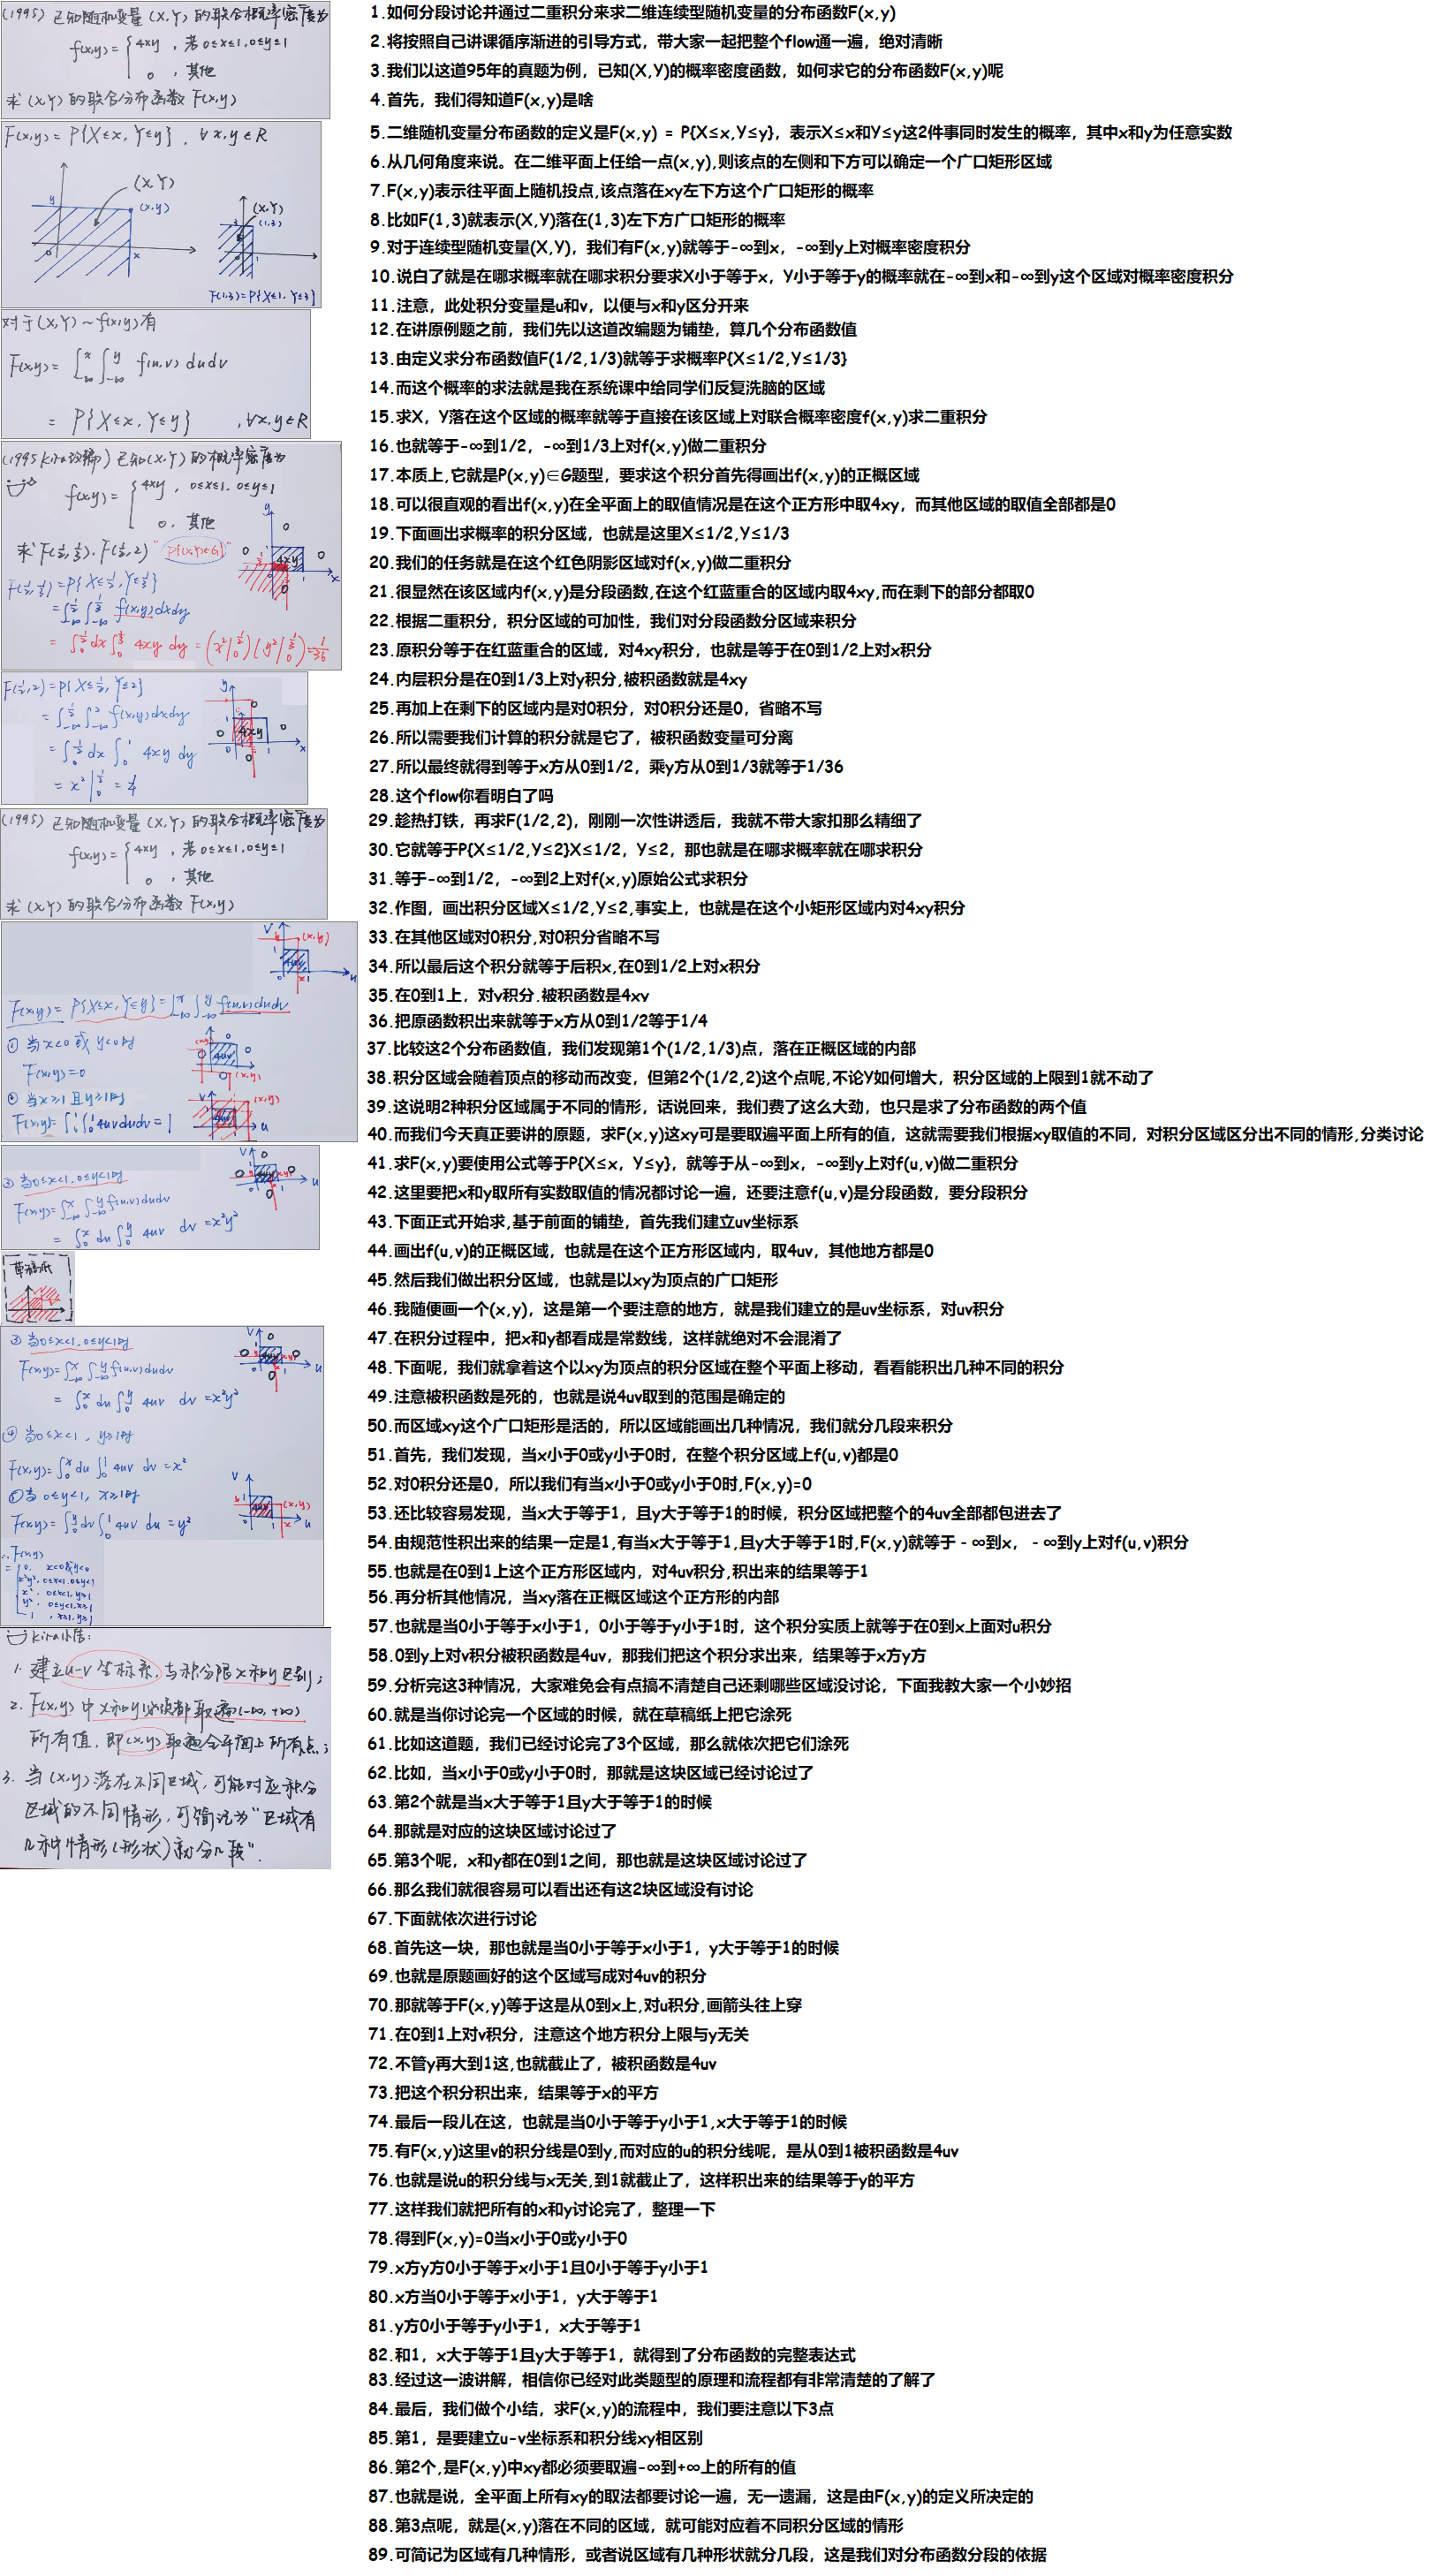 (1995) 已知随机变量 (X,Y) 的联合概率密度为
f(x,y)= { 4xy , 若 0≤x≤1, 0≤y≤1
0 , 其他
求 (X,Y) 的联合分布函数 F(x,y)
F(x,y) = P{X≤x, Y≤y} , ∀x,y∈R
y (X,Y) (x,y)
0 x
(X,Y)
3 (1,3)
1
F(1,3)=P{X≤1, Y≤3}
对于(X,Y)~f(x,y)有
F(x,y)= ∫_{-∞}^{x} ∫_{-∞}^{y} f(u,v) dudv
= P{X≤x, Y≤y} , ∀x,y∈R
(1995 kira改编) 已知(X,Y) 的概率密度为
f(x,y)= { 4xy , 0≤x≤1, 0≤y≤1
0, 其他
求 F(1/2,1/3), F(1/2,2) "P{(X,Y)∈G}"
F(1/2,1/3)=P{X≤1/2,Y≤1/3}
=∫_{-∞}^{1/2}∫_{-∞}^{1/3} f(x,y)dxdy
= ∫_0^{1/2}dx∫_0^{1/3} 4xy dy = (x²|_0^{1/2})(y²|_0^{1/3})=1/36
F(1/2,2)=P{X≤1/2,Y≤2}
=∫_{-∞}^{1/2}∫_{-∞}^{2} f(x,y)dxdy
=∫_0^{1/2}dx ∫_0^1 4xy dy
= x²|_0^{1/2} = 1/4
(1995) 已知随机变量 (X,Y) 的联合概率密度为
f(x,y)= { 4xy , 若 0≤x≤1, 0≤y≤1
0 , 其他
求 (X,Y) 的联合分布函数 F(x,y)
F(x,y)= P{X≤x, Y≤y}=∫_{-∞}^{x}∫_{-∞}^{y} f(u,v)dudv
① 当x<0 或 y<0时
F(x,y)=0
② 当x≥1 且 y≥1时
F(x,y)=∫_0^1∫_0^1 4uvdudv=1
③ 当0≤x<1, 0≤y<1时
F(x,y)=∫_{-∞}^{x}∫_{-∞}^{y} f(u,v)dudv
= ∫_0^x du∫_0^y 4uv dv =x²y²
草稿纸
③ 当0≤x<1, 0≤y<1时
F(x,y)=∫_{-∞}^{x}∫_{-∞}^{y} f(u,v)dudv
= ∫_0^x du∫_0^y 4uv dv =x²y²
④ 当0≤x<1, y≥1时
F(x,y)=∫_0^x du ∫_0^1 4uv dv =x²
⑤当 0≤y<1, x≥1时
F(x,y)=∫_0^y dv∫_0^1 4uv du =y²
∴F(x,y)
= { 0, x<0或y<0
x²y², 0≤x<1, 0≤y<1
x², 0≤x<1, y≥1
y², 0≤y<1, x≥1
1 , x≥1, y≥1
kira小结:
1. 建立u-v坐标系, 与积分限x和y区别;
2. F(x,y)中x和y必须都取遍(-∞,+∞)
所有值, 即(x,y)取遍全平面上所有点;
3. 当(x,y)落在不同区域, 可能对应积分
区域的不同情形, 可简记为"区域有
几种情形(形状)就分几段".
1.如何分段讨论并通过二重积分来求二维连续型随机变量的分布函数F(x,y)
2.将按照自己讲课循序渐进的引导方式，带大家一起把整个flow通一遍，绝对清晰
3.我们以这道95年的真题为例，已知(X,Y)的概率密度函数，如何求它的分布函数F(x,y)呢
4.首先，我们得知道F(x,y)是啥
5.二维随机变量分布函数的定义是F(x,y) = P{X≤x,Y≤y}，表示X≤x和Y≤y这2件事同时发生的概率，其中x和y为任意实数
6.从几何角度来说。在二维平面上任给一点(x,y),则该点的左侧和下方可以确定一个广口矩形区域
7.F(x,y)表示往平面上随机投点,该点落在xy左下方这个广口矩形的概率
8.比如F(1,3)就表示(X,Y)落在(1,3)左下方广口矩形的概率
9.对于连续型随机变量(X,Y)，我们有F(x,y)就等于-∞到x，-∞到y上对概率密度积分
10.说白了就是在哪求概率就在哪求积分要求X小于等于x，Y小于等于y的概率就在-∞到x和-∞到y这个区域对概率密度积分
11.注意，此处积分变量是u和v，以便与x和y区分开来
12.在讲原例题之前，我们先以这道改编题为铺垫，算几个分布函数值
13.由定义求分布函数值F(1/2,1/3)就等于求概率P{X≤1/2,Y≤1/3}
14.而这个概率的求法就是我在系统课中给同学们反复洗脑的区域
15.求X，Y落在这个区域的概率就等于直接在该区域上对联合概率密度f(x,y)求二重积分
16.也就等于-∞到1/2，-∞到1/3上对f(x,y)做二重积分
17.本质上,它就是P(x,y)∈G题型，要求这个积分首先得画出f(x,y)的正概区域
18.可以很直观的看出f(x,y)在全平面上的取值情况是在这个正方形中取4xy，而其他区域的取值全部都是0
19.下面画出求概率的积分区域，也就是这里X≤1/2,Y≤1/3
20.我们的任务就是在这个红色阴影区域对f(x,y)做二重积分
21.很显然在该区域内f(x,y)是分段函数,在这个红蓝重合的区域内取4xy,而在剩下的部分都取0
22.根据二重积分，积分区域的可加性，我们对分段函数分区域来积分
23.原积分等于在红蓝重合的区域，对4xy积分，也就是等于在0到1/2上对x积分
24.内层积分是在0到1/3上对y积分,被积函数就是4xy
25.再加上在剩下的区域内是对0积分，对0积分还是0，省略不写
26.所以需要我们计算的积分就是它了，被积函数变量可分离
27.所以最终就得到等于x方从0到1/2，乘y方从0到1/3就等于1/36
28.这个flow你看明白了吗
29.趁热打铁，再求F(1/2,2)，刚刚一次性讲透后，我就不带大家扣那么精细了
30.它就等于P{X≤1/2,Y≤2}X≤1/2，Y≤2，那也就是在哪求概率就在哪求积分
31.等于-∞到1/2，-∞到2上对f(x,y)原始公式求积分
32.作图，画出积分区域X≤1/2,Y≤2,事实上，也就是在这个小矩形区域内对4xy积分
33.在其他区域对0积分,对0积分省略不写
34.所以最后这个积分就等于后积x,在0到1/2上对x积分
35.在0到1上，对y积分,被积函数是4xy
36.把原函数积出来就等于x方从0到1/2等于1/4
37.比较这2个分布函数值，我们发现第1个(1/2,1/3)点，落在正概区域的内部
38.积分区域会随着顶点的移动而改变，但第2个(1/2,2)这个点呢,不论Y如何增大，积分区域的上限到1就不动了
39.这说明2种积分区域属于不同的情形，话说回来，我们费了这么大劲，也只是求了分布函数的两个值
40.而我们今天真正要讲的原题，求F(x,y)这xy可是要取遍平面上所有的值，这就需要我们根据xy取值的不同，对积分区域区分出不同的情形,分类讨论
41.求F(x,y)要使用公式等于P{X≤x，Y≤y}，就等于从-∞到x，-∞到y上对f(u,v)做二重积分
42.这里要把x和y取所有实数取值的情况都讨论一遍，还要注意f(u,v)是分段函数，要分段积分
43.下面正式开始求,基于前面的铺垫，首先我们建立uv坐标系
44.画出f(u,v)的正概区域，也就是在这个正方形区域内，取4uv，其他地方都是0
45.然后我们做出积分区域，也就是以xy为顶点的广口矩形
46.我随便画一个(x,y)，这是第一个要注意的地方，就是我们建立的是uv坐标系，对uv积分
47.在积分过程中，把x和y都看成是常数线，这样就绝对不会混淆了
48.下面呢，我们就拿着这个以xy为顶点的积分区域在整个平面上移动，看看能积出几种不同的积分
49.注意被积函数是死的，也就是说4uv取到的范围是确定的
50.而区域xy这个广口矩形是活的，所以区域能画出几种情况，我们就分几段来积分
51.首先，我们发现，当x小于0或y小于0时，在整个积分区域上f(u,v)都是0
52.对0积分还是0，所以我们有当x小于0或y小于0时,F(x,y)=0
53.还比较容易发现，当x大于等于1，且y大于等于1的时候，积分区域把整个的4uv全部都包进去了
54.由规范性积出来的结果一定是1,有当x大于等于1,且y大于等于1时,F(x,y)就等于 - ∞到x， - ∞到y上对f(u,v)积分
55.也就是在0到1上这个正方形区域内，对4uv积分,积出来的结果等于1
56.再分析其他情况，当xy落在正概区域这个正方形的内部
57.也就是当0小于等于x小于1，0小于等于y小于1时，这个积分实质上就等于在0到x上面对u积分
58.0到y上对v积分被积函数是4uv，那我们把这个积分求出来，结果等于x方y方
59.分析完这3种情况，大家难免会有点搞不清楚自己还剩哪些区域没讨论，下面我教大家一个小妙招
60.就是当你讨论完一个区域的时候，就在草稿纸上把它涂死
61.比如这道题，我们已经讨论完了3个区域，那么就依次把它们涂死
62.比如，当x小于0或y小于0时，那就是这块区域已经讨论过了
63.第2个就是当x大于等于1且y大于等于1的时候
64.那就是对应的这块区域讨论过了
65.第3个呢，x和y都在0到1之间，那也就是这块区域讨论过了
66.那么我们就很容易可以看出还有这2块区域没有讨论
67.下面就依次进行讨论
68.首先这一块，那也就是当0小于等于x小于1，y大于等于1的时候
69.也就是原题画好的这个区域写成对4uv的积分
70.那就等于F(x,y)等于这是从0到x上,对u积分,画箭头往上穿
71.在0到1上对v积分，注意这个地方积分上限与y无关
72.不管y再大到1这,也就截止了，被积函数是4uv
73.把这个积分积出来，结果等于x的平方
74.最后一段儿在这，也就是当0小于等于y小于1,x大于等于1的时候
75.有F(x,y)这里v的积分线是0到y,而对应的u的积分线呢，是从0到1被积函数是4uv
76.也就是说u的积分线与x无关,到1就截止了，这样积出来的结果等于y的平方
77.这样我们就把所有的x和y讨论完了，整理一下
78.得到F(x,y)=0当x小于0或y小于0
79.x方y方0小于等于x小于1且0小于等于y小于1
80.x方当0小于等于x小于1，y大于等于1
81.y方0小于等于y小于1，x大于等于1
82.和1，x大于等于1且y大于等于1，就得到了分布函数的完整表达式
83.经过这一波讲解，相信你已经对此类题型的原理和流程都有非常清楚的了解了
84.最后，我们做个小结，求F(x,y)的流程中，我们要注意以下3点
85.第1，是要建立u-v坐标系和积分线xy相区别
86.第2个,是F(x,y)中xy都必须要取遍-∞到+∞上的所有的值
87.也就是说，全平面上所有xy的取法都要讨论一遍，无一遗漏，这是由F(x,y)的定义所决定的
88.第3点呢，就是(x,y)落在不同的区域，就可能对应着不同积分区域的情形
89.可简记为区域有几种情形，或者说区域有几种形状就分几段，这是我们对分布函数分段的依据